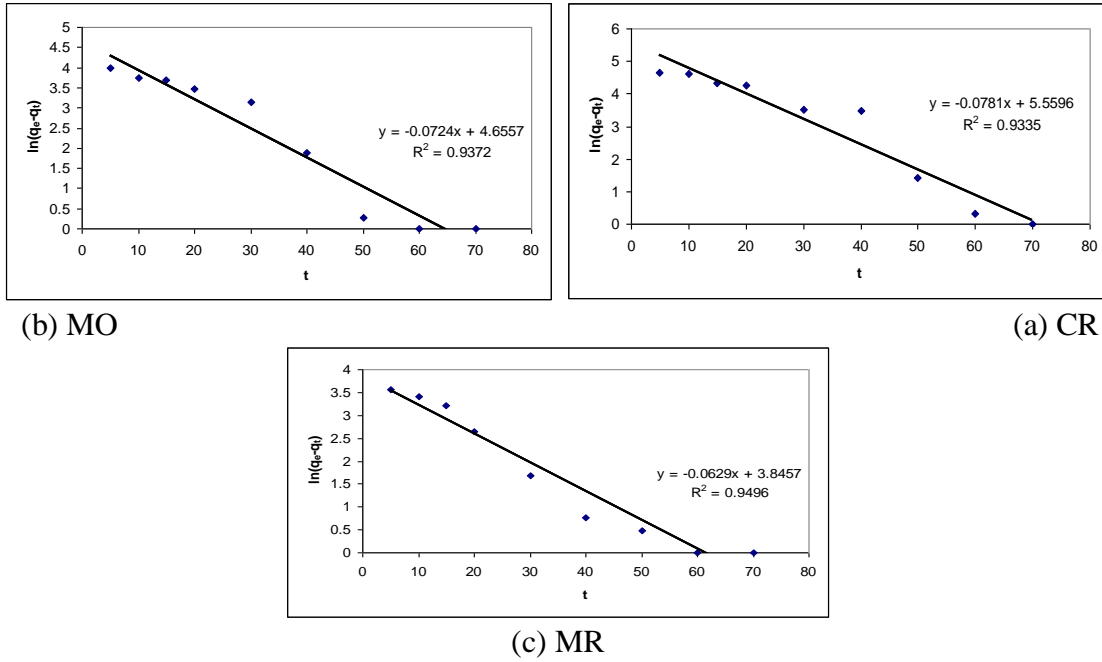 5
4.5
4
3.5
3
2.5
2
1.5
1
0.5
0
0 10 20 30 40 50 60 70 80
t
ln(qe-qt)
y = -0.0724x + 4.6557
R² = 0.9372
6
5
4
3
2
1
0
0 10 20 30 40 50 60 70 80
t
ln(qe-qt)
y = -0.0781x + 5.5596
R² = 0.9335
(b) MO
(a) CR
4
3.5
3
2.5
2
1.5
1
0.5
0
0 10 20 30 40 50 60 70 80
t
ln(qe-qt)
y = -0.0629x + 3.8457
R² = 0.9496
(c) MR